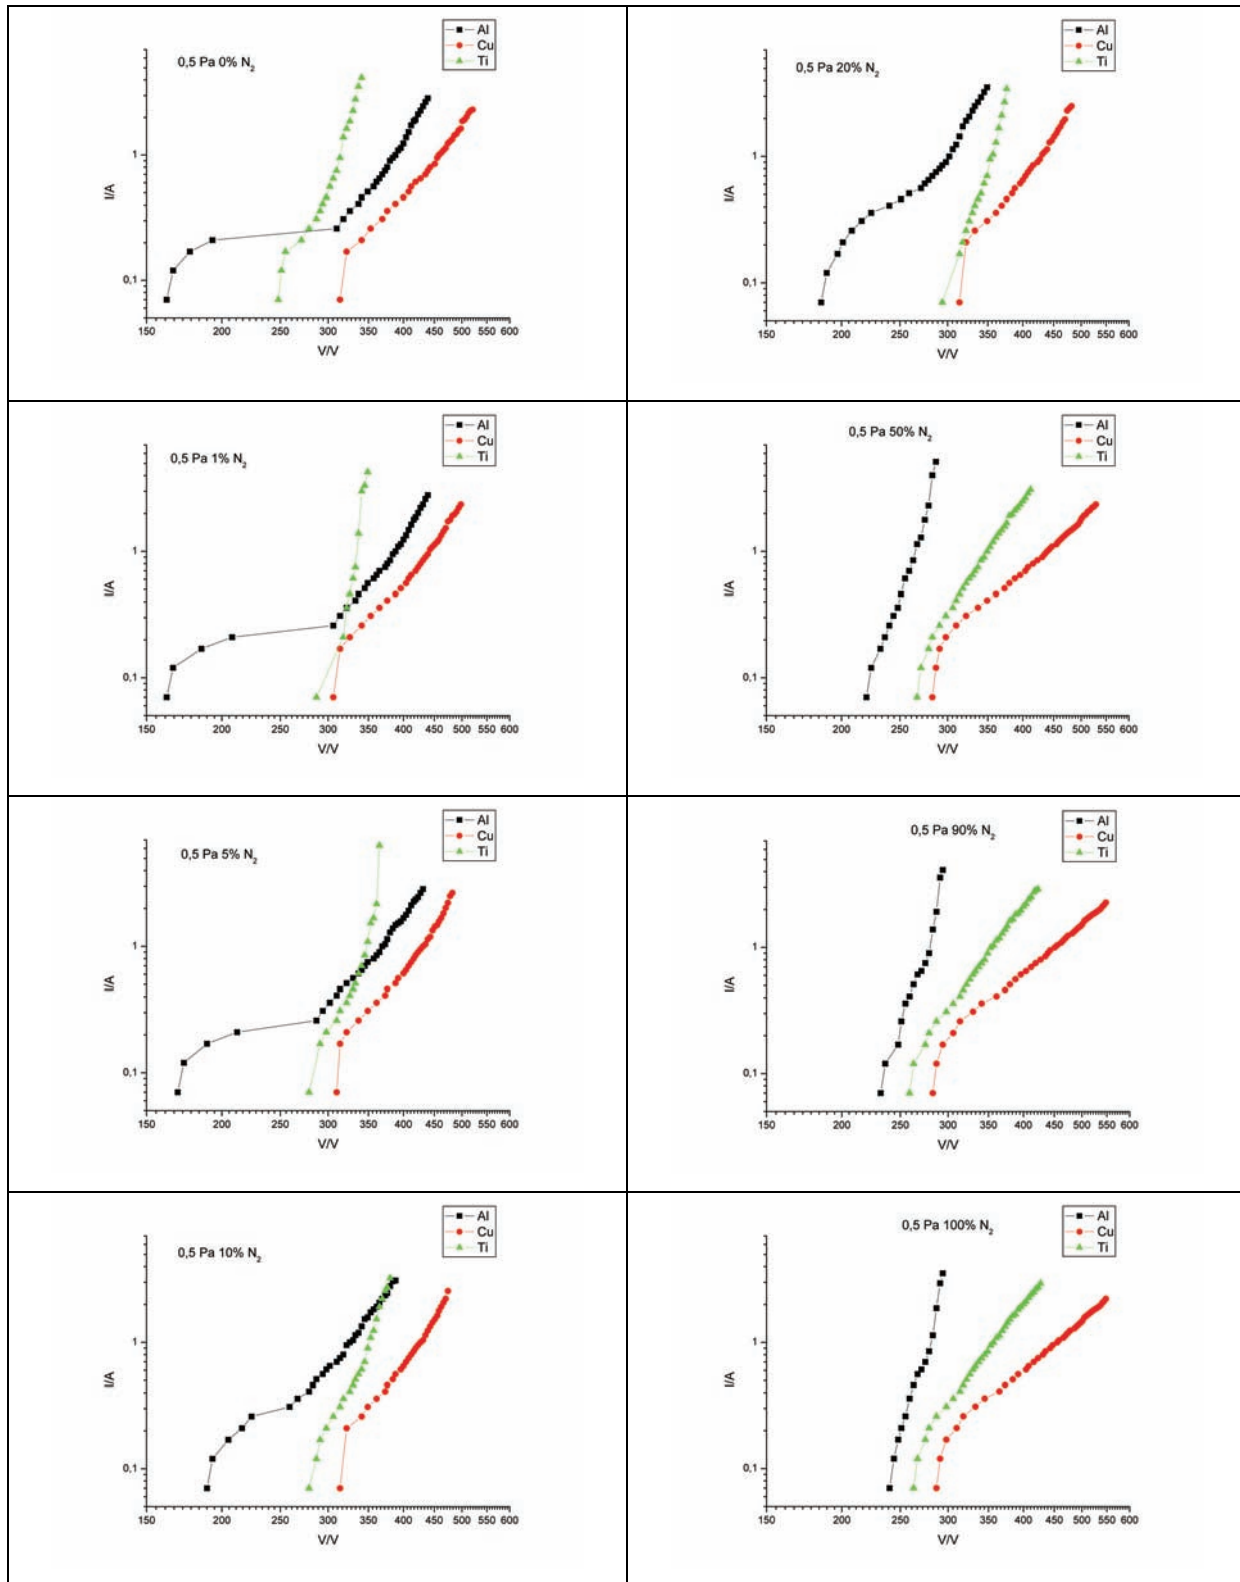 0,5 Pa 0% N2
Al
Cu
Ti
I/A
1
0,1
150 200 250 300 350 400 450 500 550 600
V/V
0,5 Pa 20% N2
Al
Cu
Ti
I/A
1
0,1
150 200 250 300 350 400 450 500 550 600
V/V
0,5 Pa 1% N2
Al
Cu
Ti
I/A
1
0,1
150 200 250 300 350 400 450 500 550 600
V/V
0,5 Pa 50% N2
Al
Cu
Ti
I/A
1
0,1
150 200 250 300 350 400 450 500 550 600
V/V
0,5 Pa 5% N2
Al
Cu
Ti
I/A
1
0,1
150 200 250 300 350 400 450 500 550 600
V/V
0,5 Pa 90% N2
Al
Cu
Ti
I/A
1
0,1
150 200 250 300 350 400 450 500 550 600
V/V
0,5 Pa 10% N2
Al
Cu
Ti
I/A
1
0,1
150 200 250 300 350 400 450 500 550 600
V/V
0,5 Pa 100% N2
Al
Cu
Ti
I/A
1
0,1
150 200 250 300 350 400 450 500 550 600
V/V